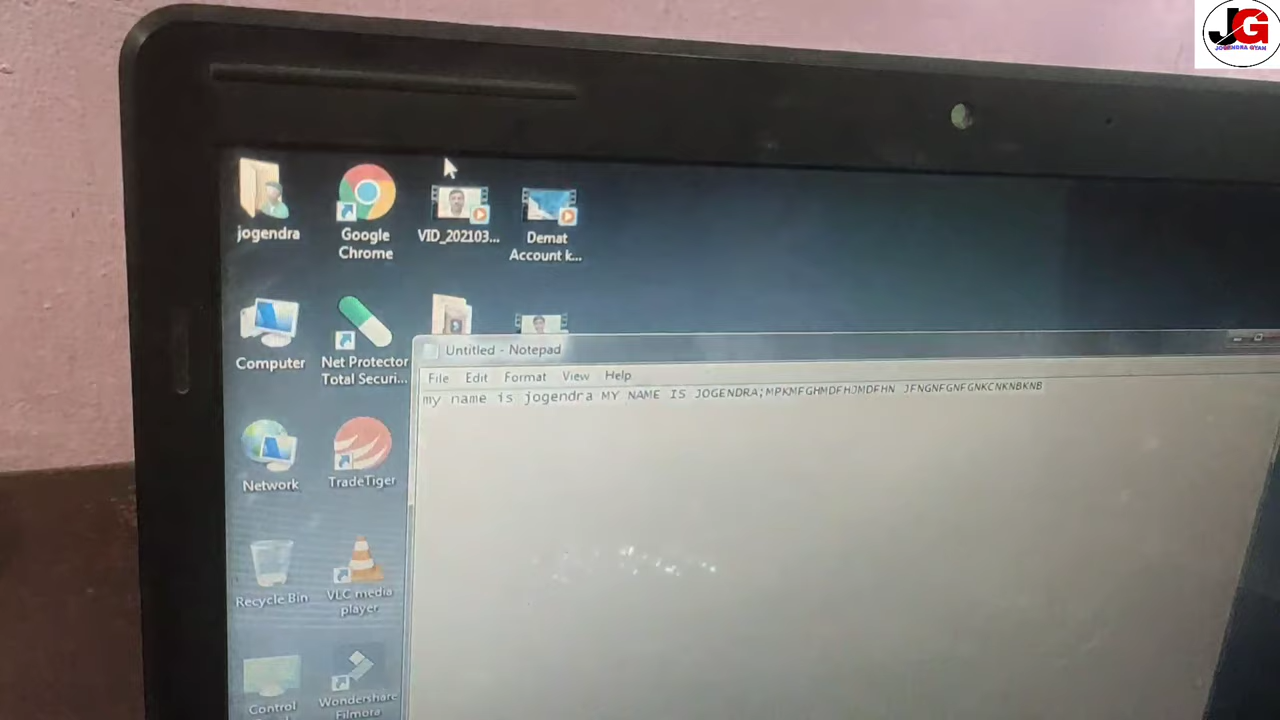 JG
JOGENDRA GYAN
jogendra
Google
Chrome
VID_202103...
Demat
Account k...
Computer
Net Protector
Total Securi...
Untitled - Notepad
File Edit Format View Help
my name is jogendra MY NAME IS JOGENDRA;MPKMFGHMDFHJMDFHN JFNGNFGNFGNKCNKNBKNB
Network
TradeTiger
Recycle Bin
VLC media
player
Control
Wondershare
Filmora